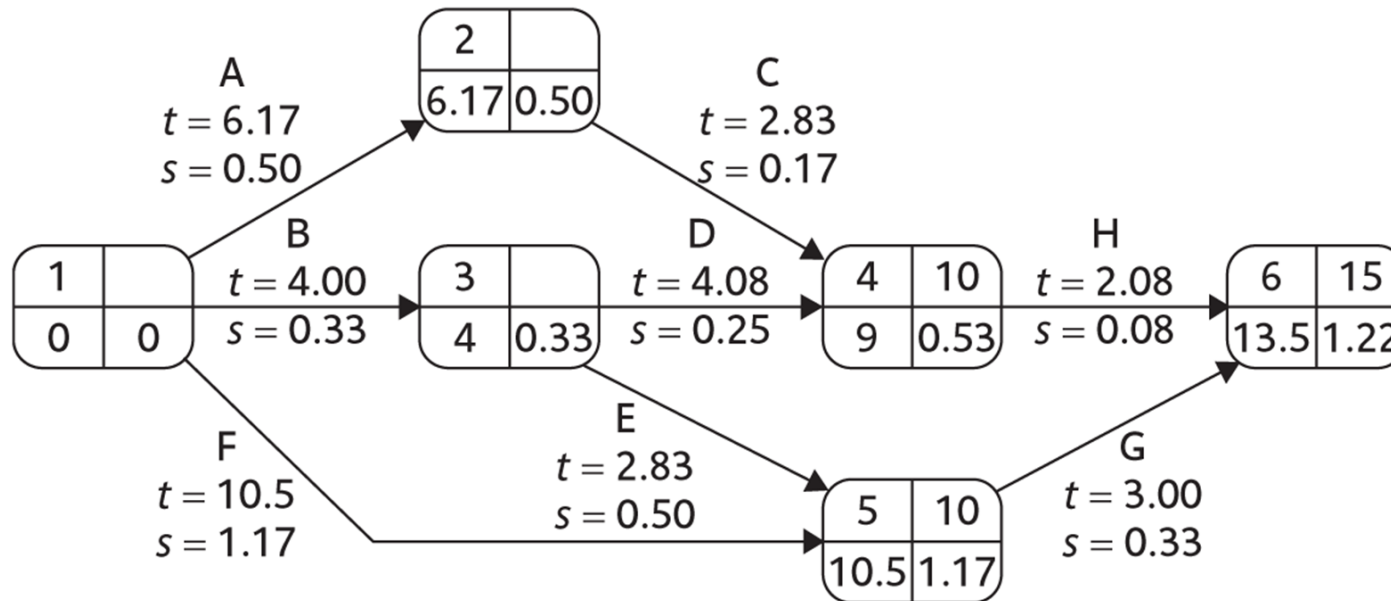 2
6.17 0.50
A
t = 6.17
s = 0.50
C
t = 2.83
s = 0.17
1
0 0
B
t = 4.00
s = 0.33
3
4 0.33
D
t = 4.08
s = 0.25
4 10
9 0.53
H
t = 2.08
s = 0.08
6 15
13.5 1.22
F
t = 10.5
s = 1.17
E
t = 2.83
s = 0.50
5 10
10.5 1.17
G
t = 3.00
s = 0.33